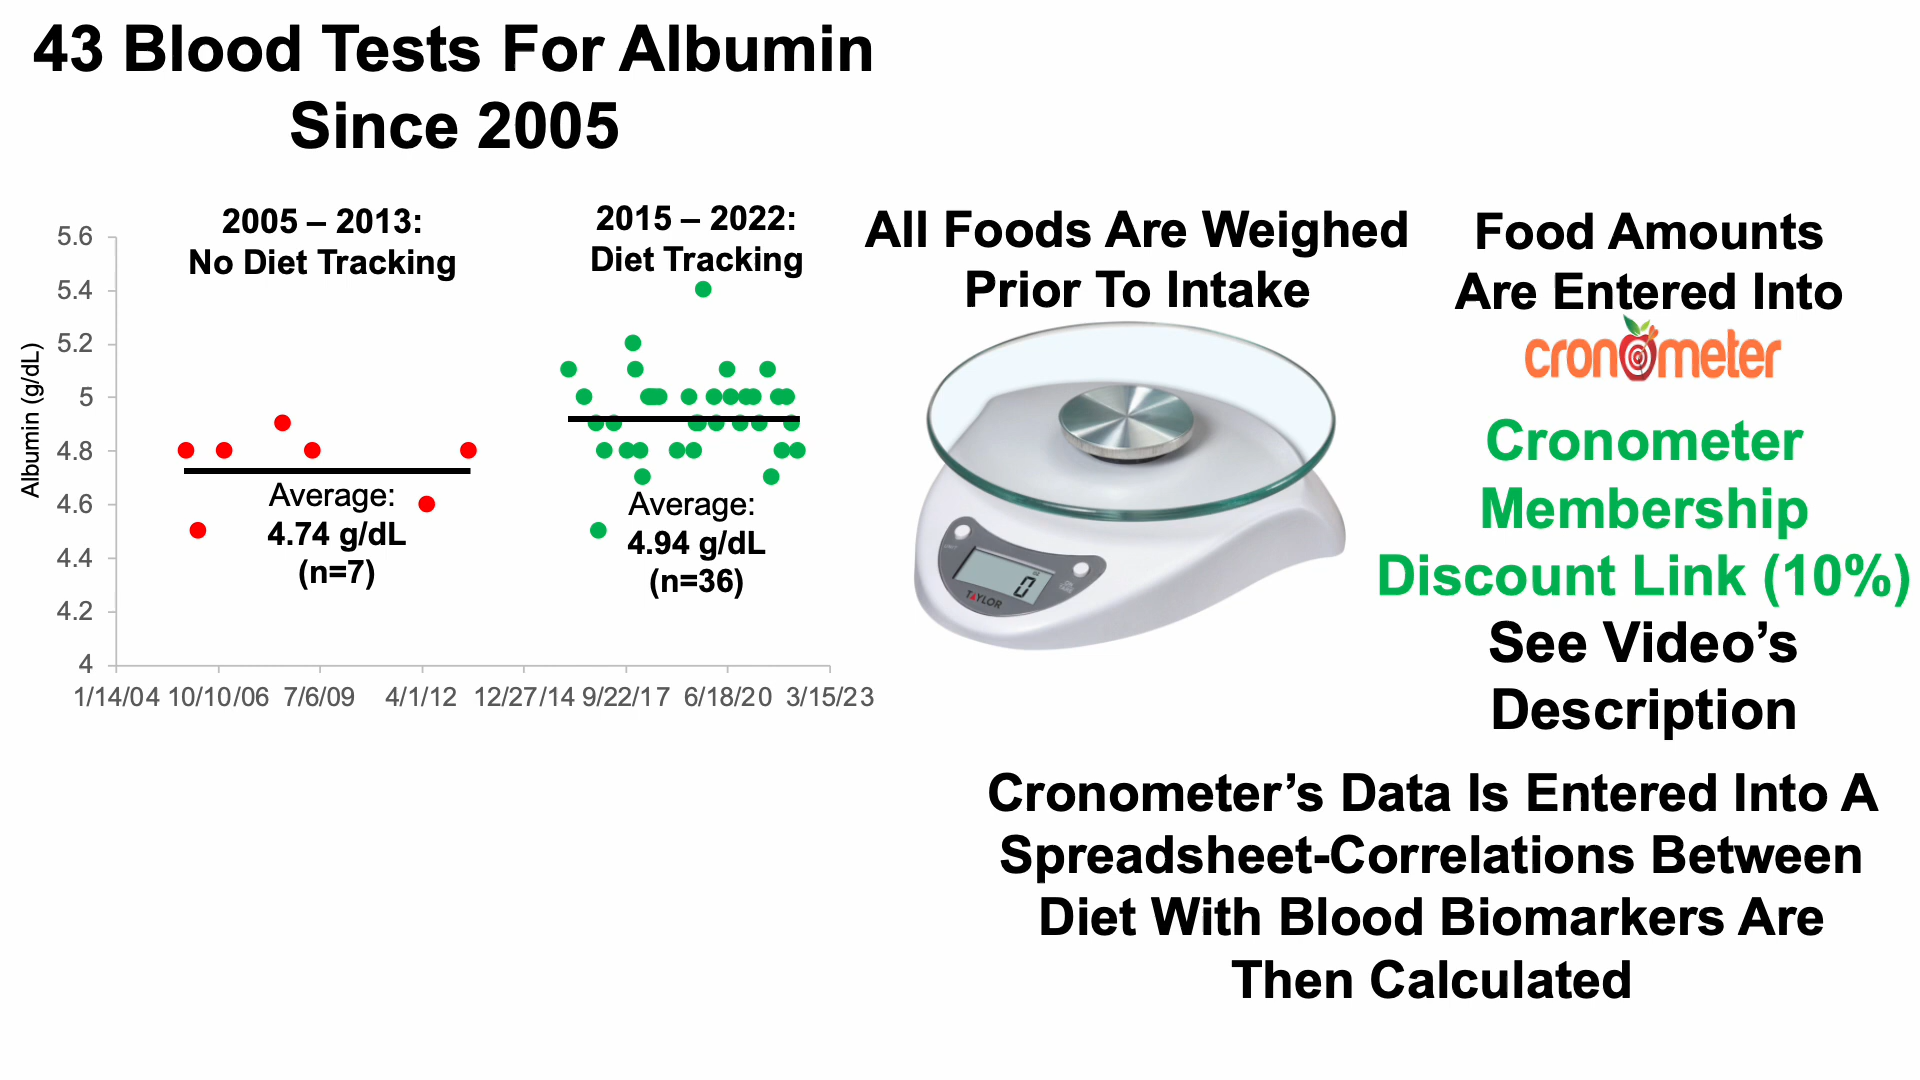 43 Blood Tests For Albumin
Since 2005
2005 – 2013:
No Diet Tracking
2015 – 2022:
Diet Tracking
Albumin (g/dL)
5.6
5.4
5.2
5
4.8
4.6
4.4
4.2
4
Average:
4.74 g/dL
(n=7)
Average:
4.94 g/dL
(n=36)
1/14/04 10/10/06 7/6/09 4/1/12 12/27/14 9/22/17 6/18/20 3/15/23
All Foods Are Weighed
Prior To Intake
0
TAYLOR
Food Amounts
Are Entered Into
cronometer
Cronometer
Membership
Discount Link (10%)
See Video’s
Description
Cronometer’s Data Is Entered Into A
Spreadsheet-Correlations Between
Diet With Blood Biomarkers Are
Then Calculated